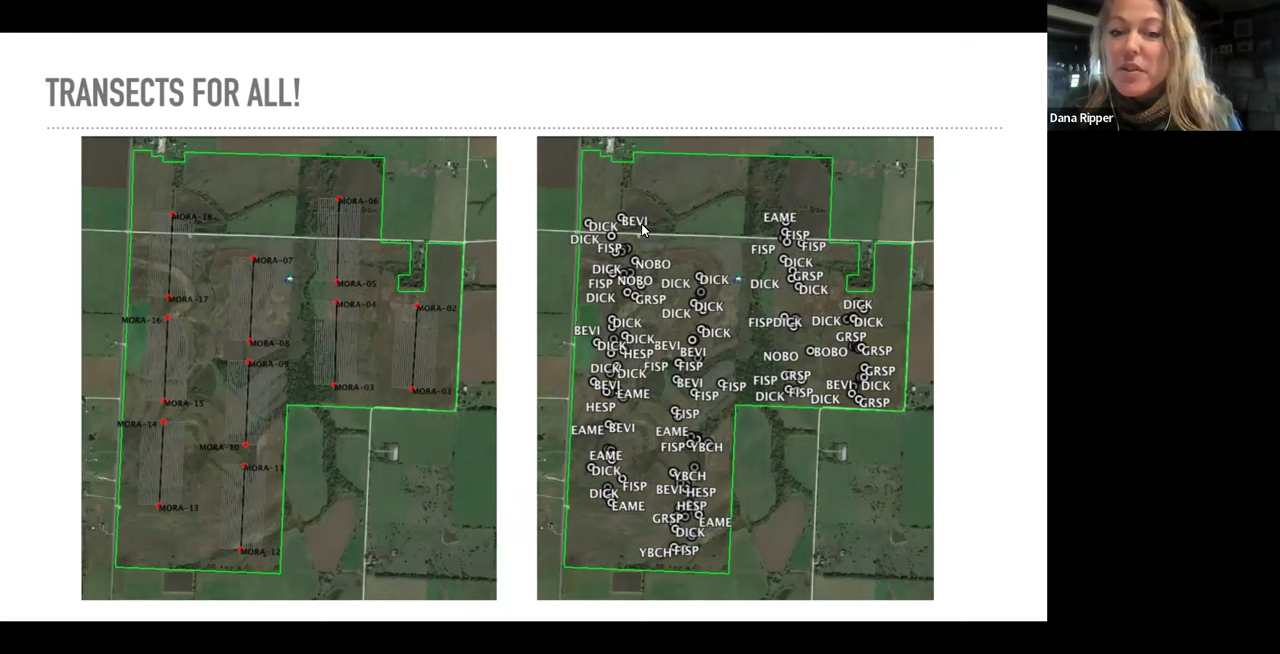 TRANSECTS FOR ALL!
Dana Ripper
MORA-06
MORA-18
MORA-07
MORA-05
MORA-17
MORA-04
MORA-02
MORA-16
MORA-08
MORA-09
MORA-03
MORA-01
MORA-15
MORA-14
MORA-10
MORA-11
MORA-13
MORA-12
EAME
BEVI
DICK
FISP
DICK
FISP
FISP
FISP
DICK
NOBO
DICK
GRSP
NOBO
DICK
DICK
FISP
DICK
DICK
DICK
GRSP
DICK
DICK
DICK
DICK
FISP
DICK
DICK
DICK
BEVI
DICK
DICK
GRSP
DICK
BEVI
HESP
BEVI
BOBO
GRSP
NOBO
FISP
FISP
DICK
DICK
GRSP
GRSP
FISP
BEVI
BEVI
FISP
BEVI
DICK
EAME
FISP
FISP
DICK
DICK
GRSP
HESP
FISP
EAME
BEVI
EAME
FISP
YBCH
EAME
DICK
YBCH
FISP
BEVI
HESP
DICK
EAME
HESP
GRSP
EAME
DICK
YBCH
FISP